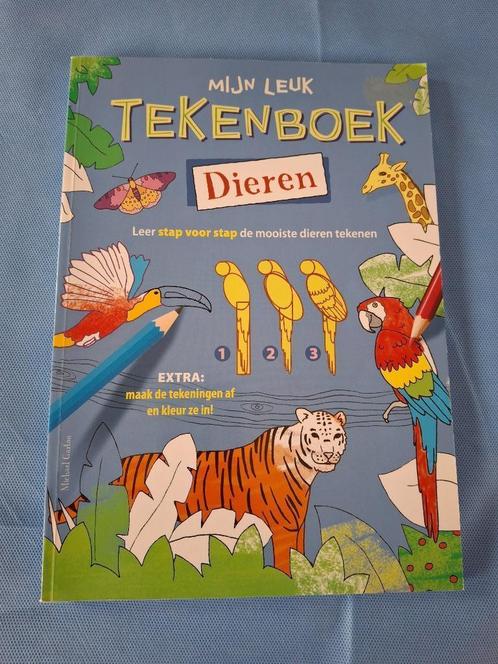 MIJN LEUK
TEKENBOEK
Dieren
Leer stap voor stap de mooiste dieren tekenen
1 2 3
EXTRA:
maak de tekeningen af
en kleur ze in!